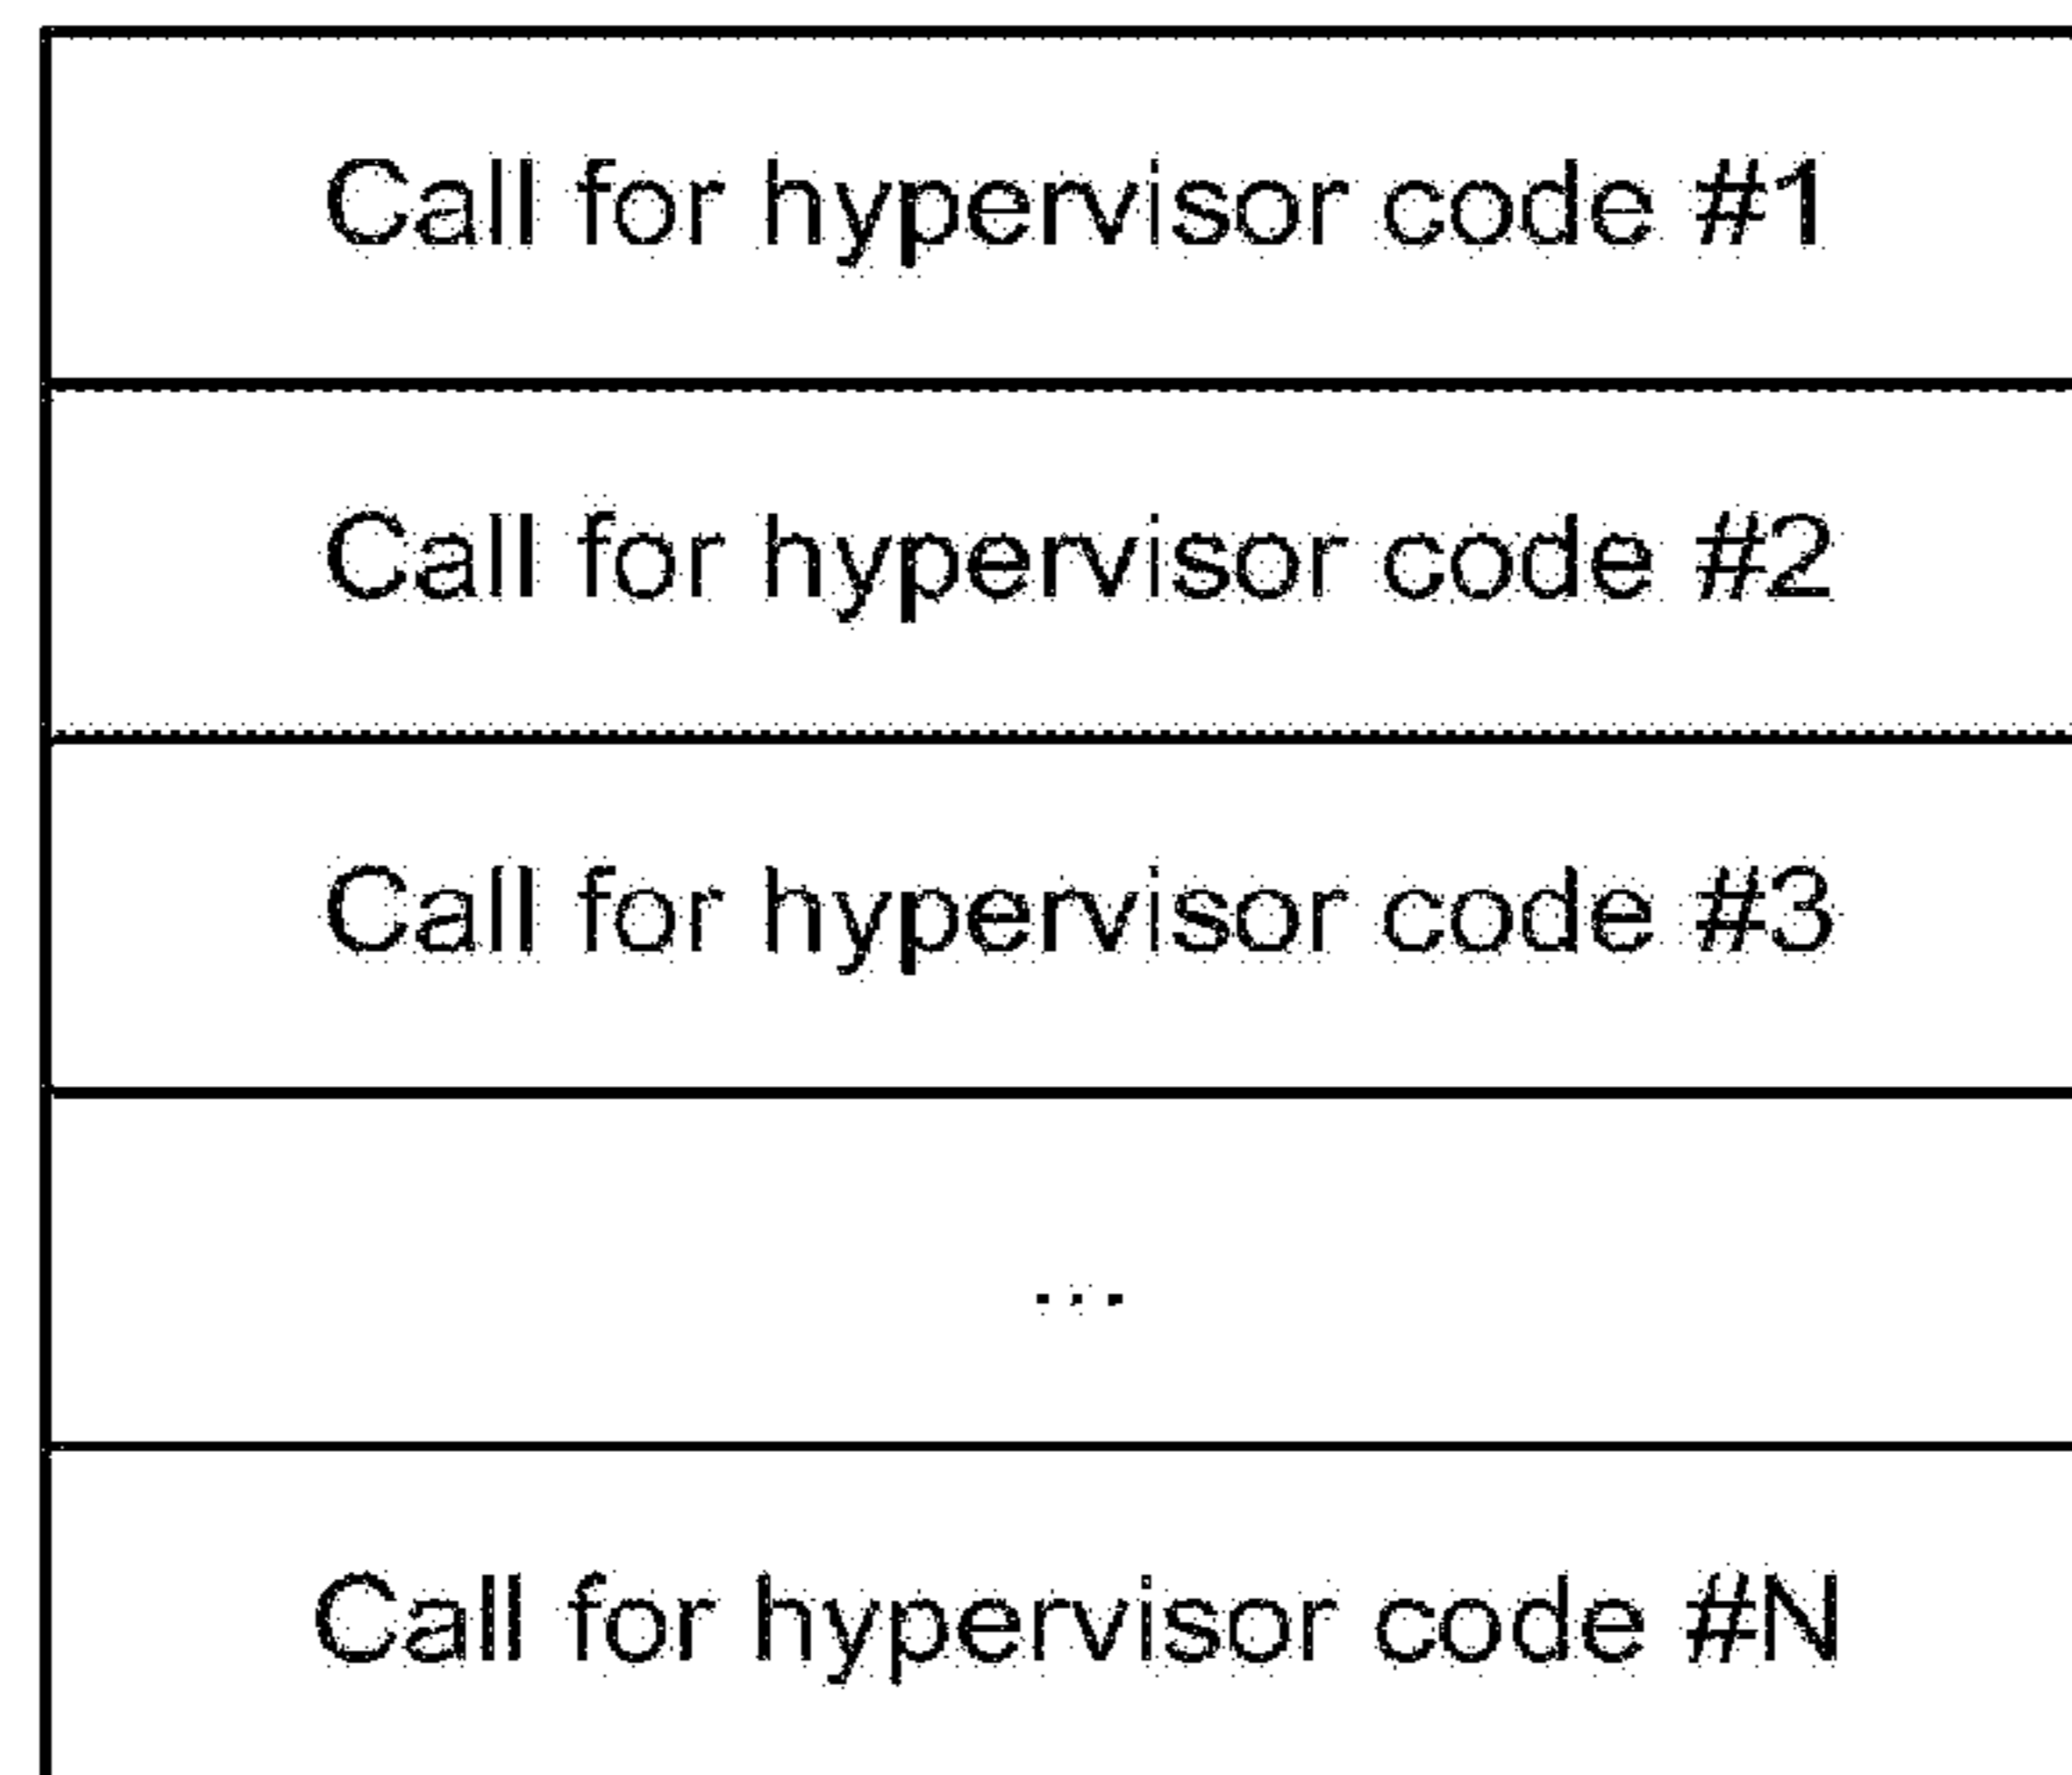 Call for hypervisor code #1
Call for hypervisor code #2
Call for hypervisor code #3
...
Call for hypervisor code #N